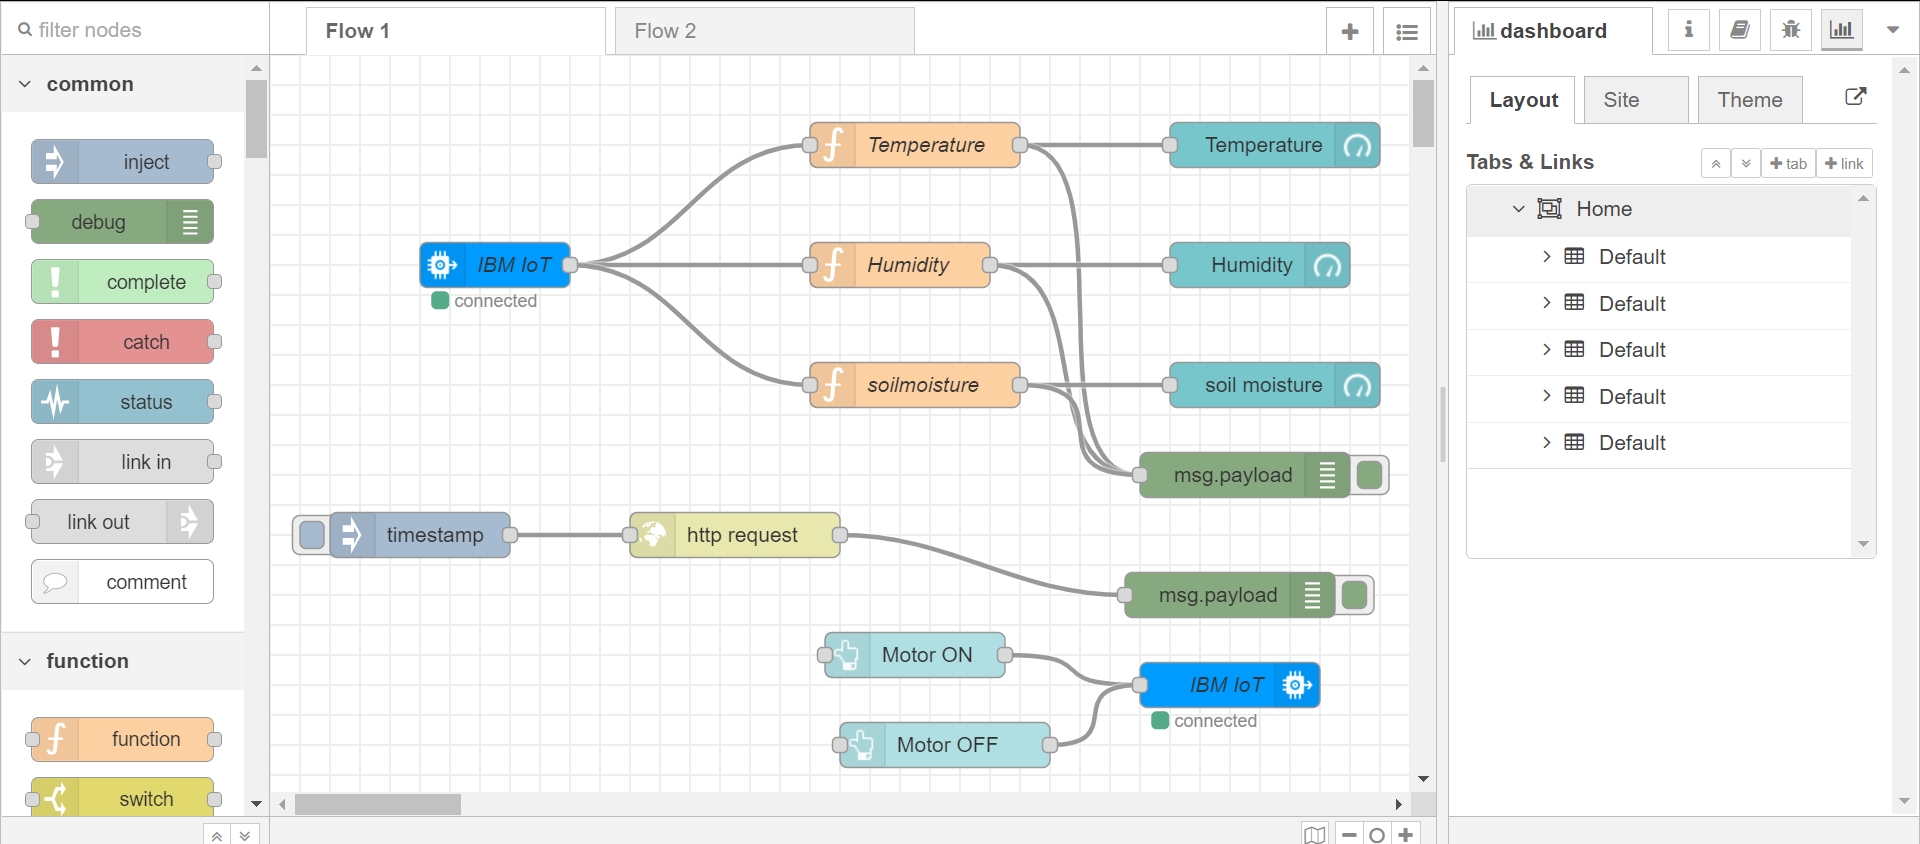 filter nodes
common
inject
debug
complete
catch
status
link in
link out
comment
function
function
switch
Flow 1
Flow 2
Temperature
Temperature
IBM IoT
connected
Humidity
Humidity
soilmoisture
soil moisture
msg.payload
timestamp
http request
msg.payload
Motor ON
IBM IoT
connected
Motor OFF
dashboard
Layout
Site
Theme
Tabs & Links
tab
link
Home
Default
Default
Default
Default
Default